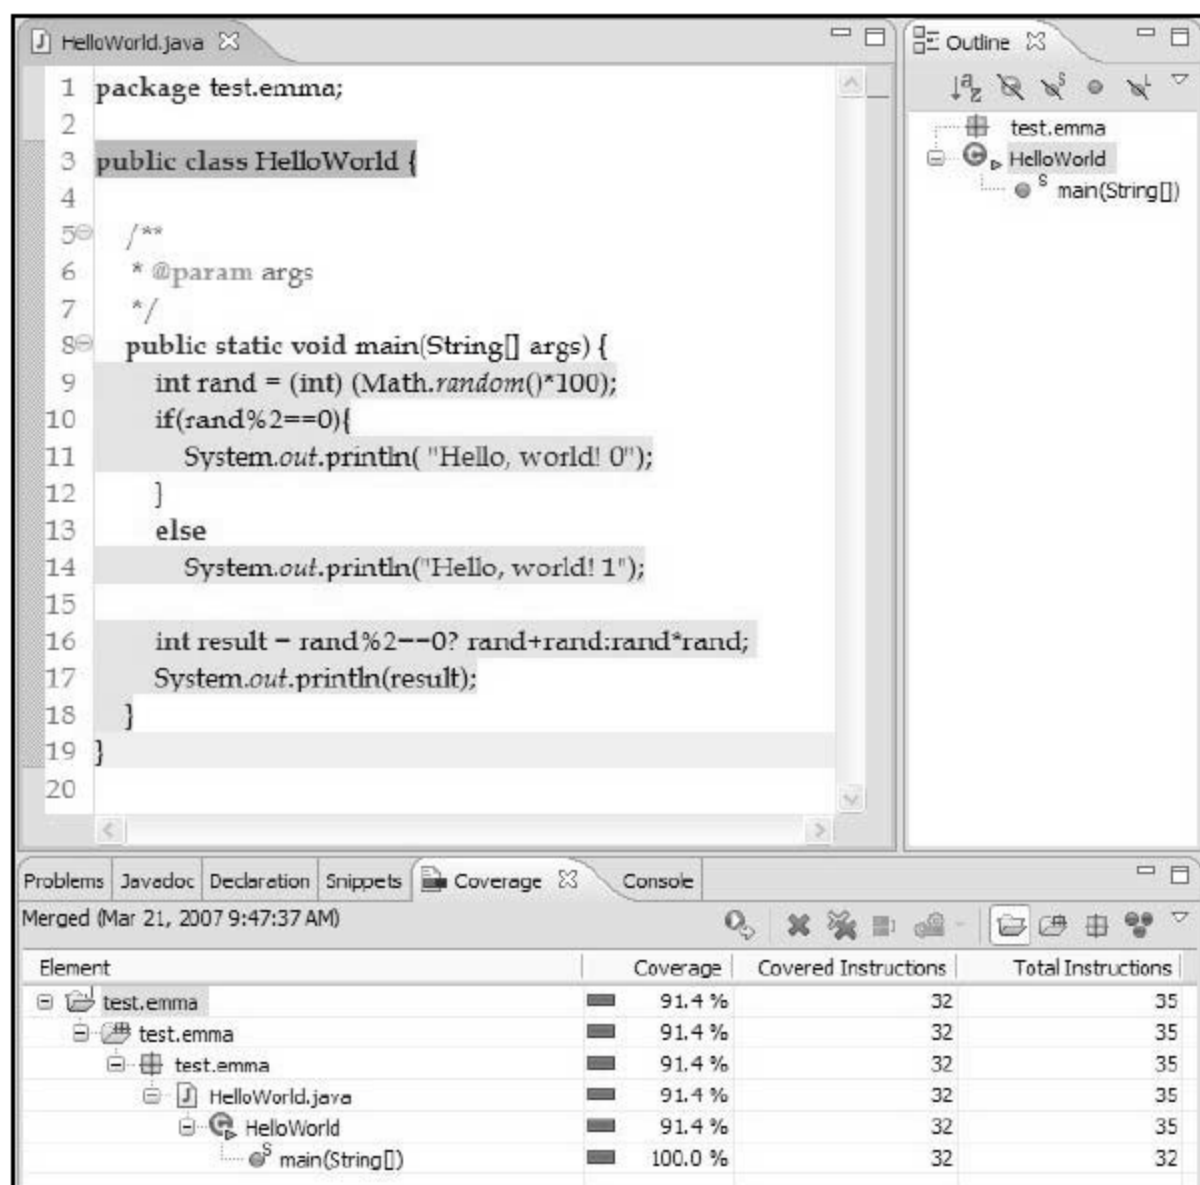 HelloWorld.java
1 package test.emma;
2
3 public class HelloWorld {
4
5 /**
6 * @param args
7 */
8 public static void main(String[] args) {
9 int rand = (int) (Math.random()*100);
10 if(rand%2==0){
11 System.out.println( "Hello, world! 0");
12 }
13 else
14 System.out.println("Hello, world! 1");
15
16 int result = rand%2==0? rand+rand:rand*rand;
17 System.out.println(result);
18 }
19 }
20
Outline
test.emma
HelloWorld
main(String[])
Problems Javadoc Declaration Snippets Coverage Console
Merged (Mar 21, 2007 9:47:37 AM)
Element Coverage Covered Instructions Total Instructions
test.emma 91.4 % 32 35
test.emma 91.4 % 32 35
test.emma 91.4 % 32 35
HelloWorld.java 91.4 % 32 35
HelloWorld 91.4 % 32 35
main(String[]) 100.0 % 32 32